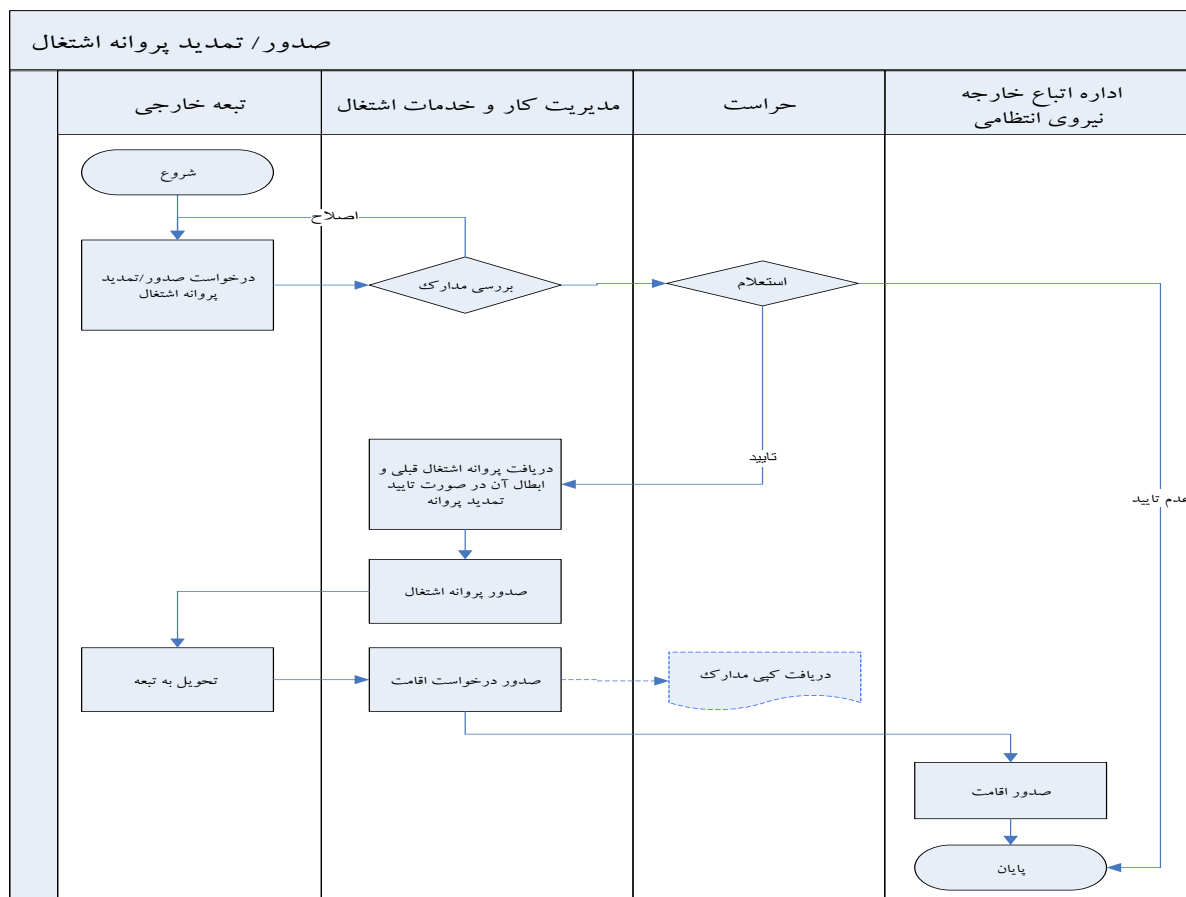 صدور / تمدید پروانه اشتغال
تبعه خارجی
مدیریت کار و خدمات اشتغال
حراست
اداره اتباع خارجه
نیروی انتظامی
شروع
اصلاح
درخواست صدور/تمدید
پروانه اشتغال
بررسی مدارک
استعلام
تایید
عدم تایید
دریافت پروانه اشتغال قبلی و
ابطال آن در صورت تایید
تمدید پروانه
صدور پروانه اشتغال
تحویل به تبعه
صدور درخواست اقامت
دریافت کپی مدارک
صدور اقامت
پایان